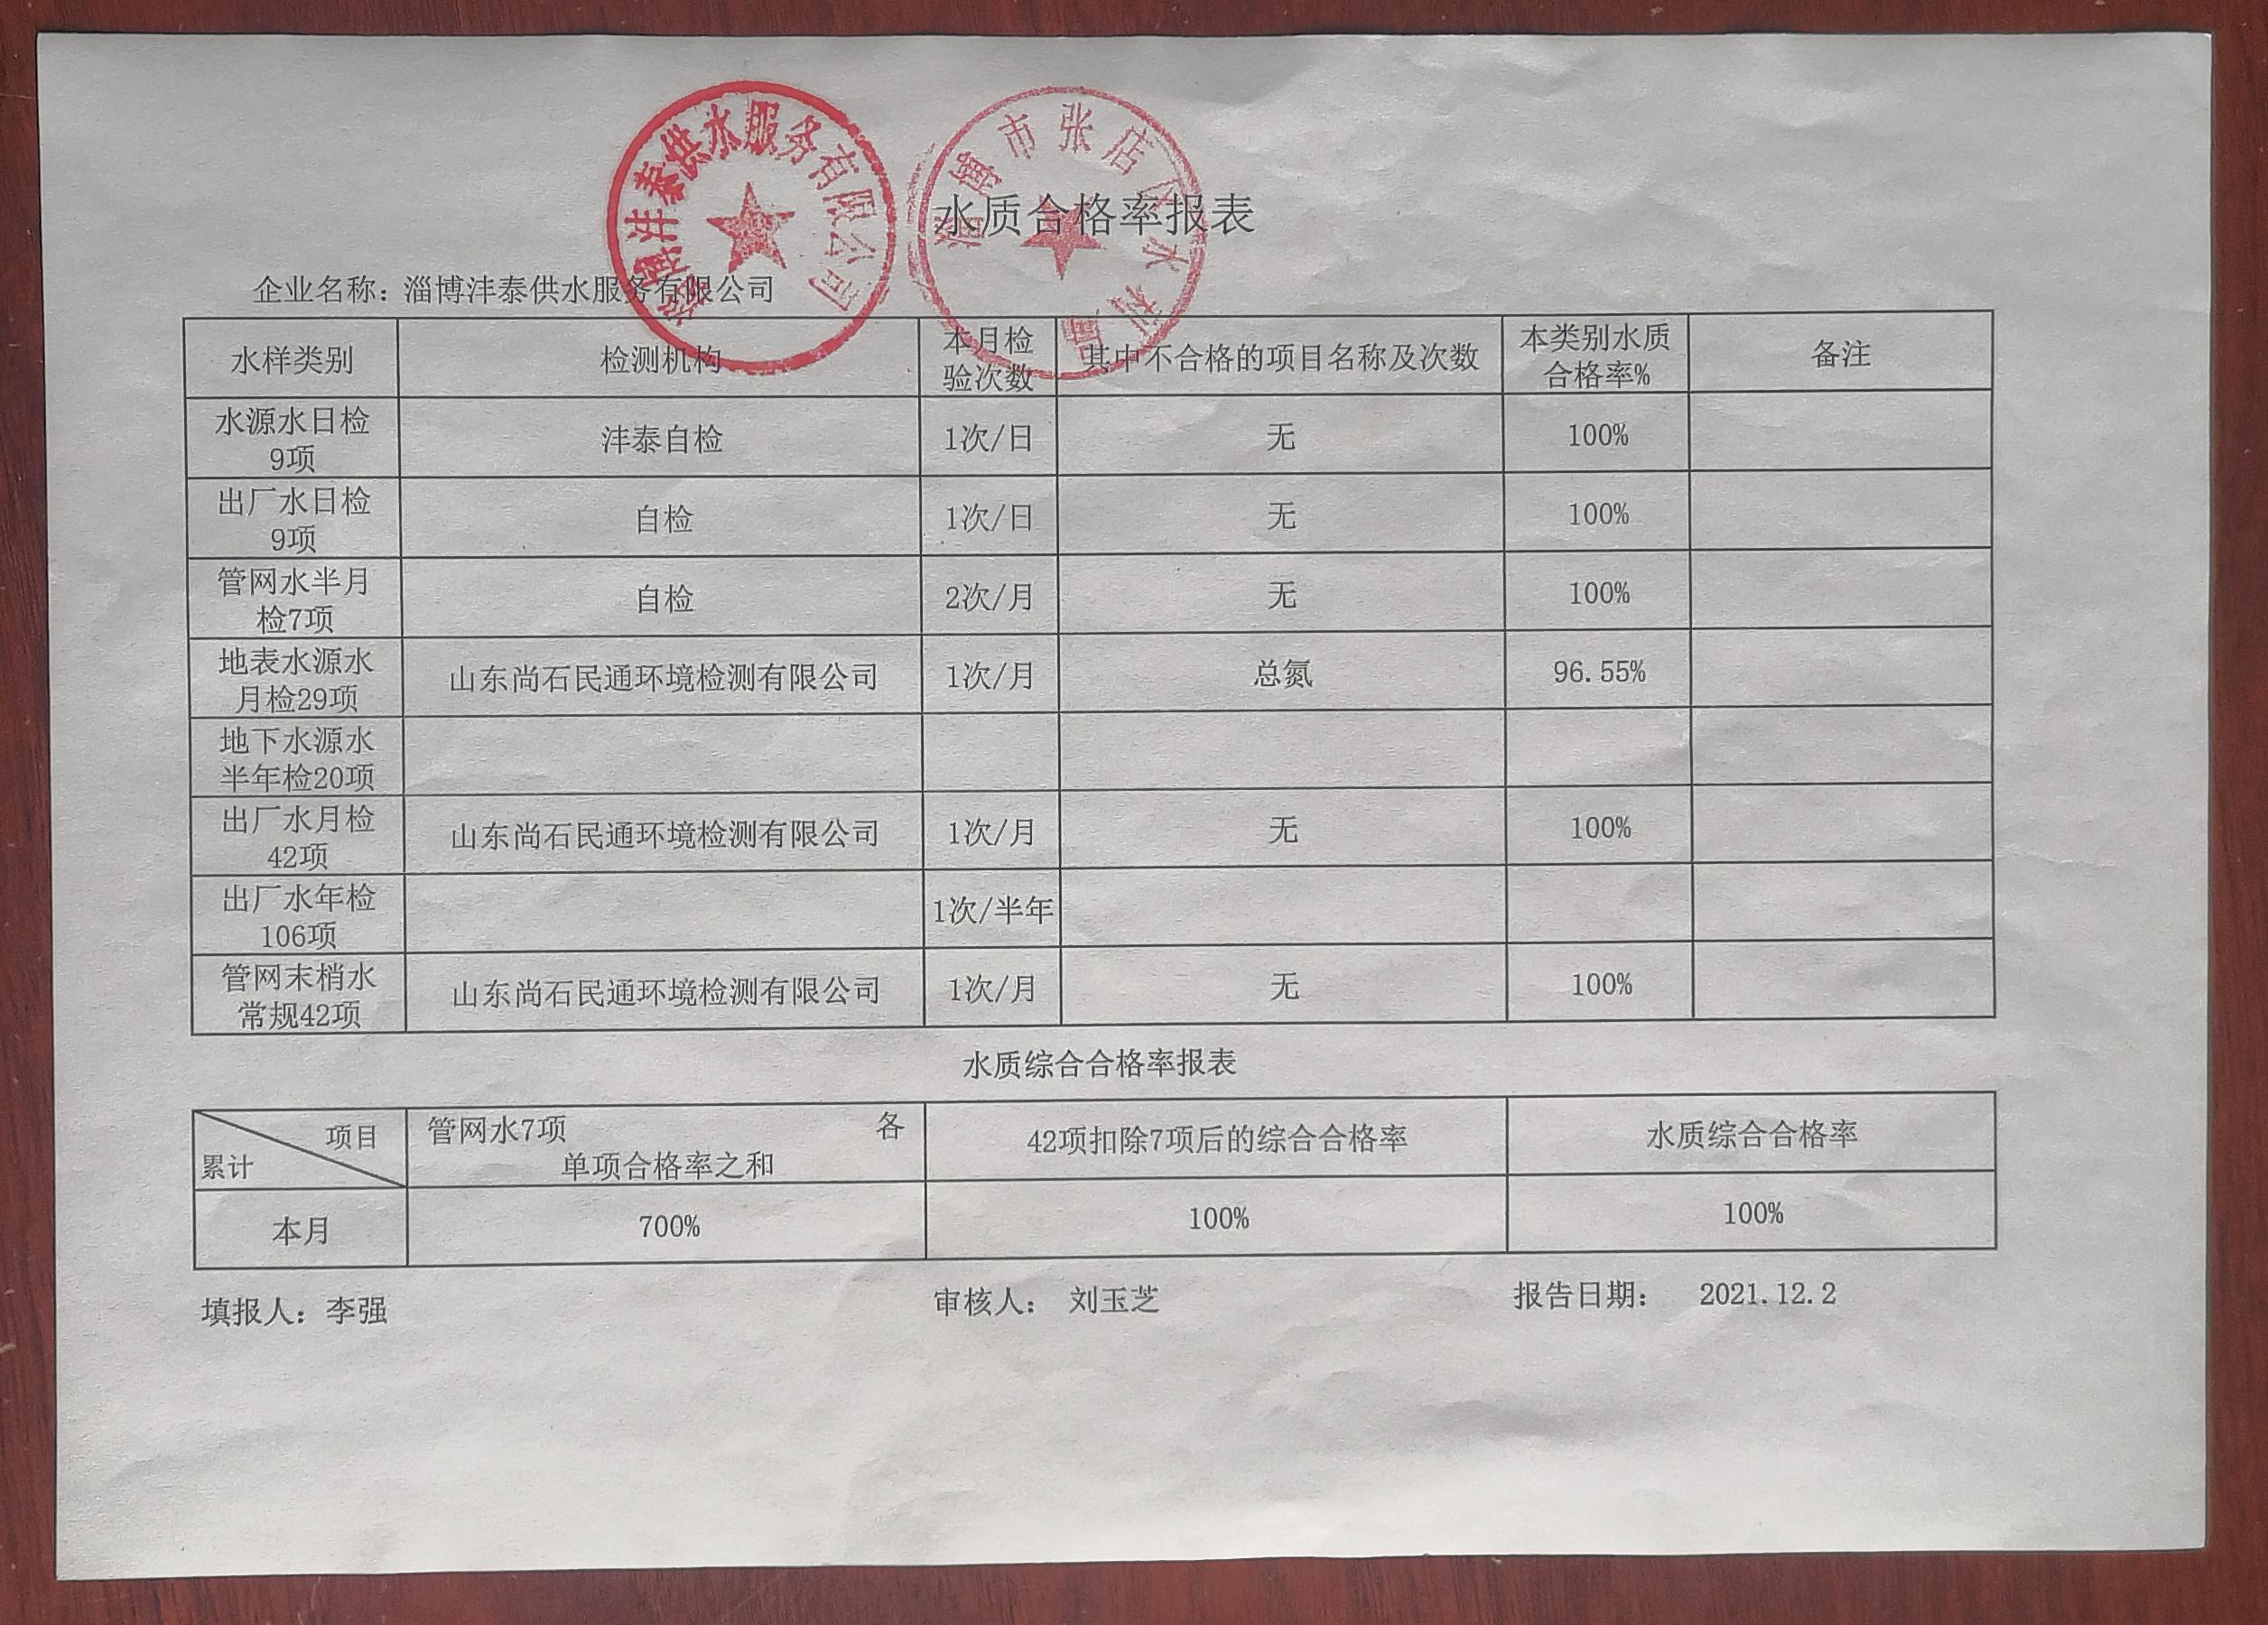 淄博沣泰供水服务有限公司
淄博市张店区水利局
水质合格率报表
企业名称：淄博沣泰供水服务有限公司
水样类别 检测机构 本月检验次数 其中不合格的项目名称及次数 本类别水质合格率% 备注
水源水日检9项 沣泰自检 1次/日 无 100%
出厂水日检9项 自检 1次/日 无 100%
管网水半月检7项 自检 2次/月 无 100%
地表水源水月检29项 山东尚石民通环境检测有限公司 1次/月 总氮 96.55%
地下水源水半年检20项
出厂水月检42项 山东尚石民通环境检测有限公司 1次/月 无 100%
出厂水年检106项 1次/半年
管网末梢水常规42项 山东尚石民通环境检测有限公司 1次/月 无 100%
水质综合合格率报表
项目 累计 管网水7项 各单项合格率之和 42项扣除7项后的综合合格率 水质综合合格率
本月 700% 100% 100%
填报人：李强 审核人： 刘玉芝 报告日期： 2021.12.2